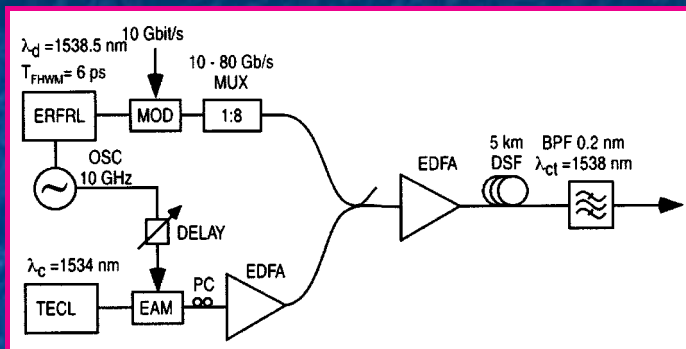 λd =1538.5 nm
TFHWM= 6 ps
10 Gbit/s
10 - 80 Gb/s
MUX
ERFRL
MOD
1:8
OSC
10 GHz
DELAY
λc = 1534 nm
TECL
EAM
PC
EDFA
EDFA
5 km
DSF
BPF 0.2 nm
λct =1538 nm